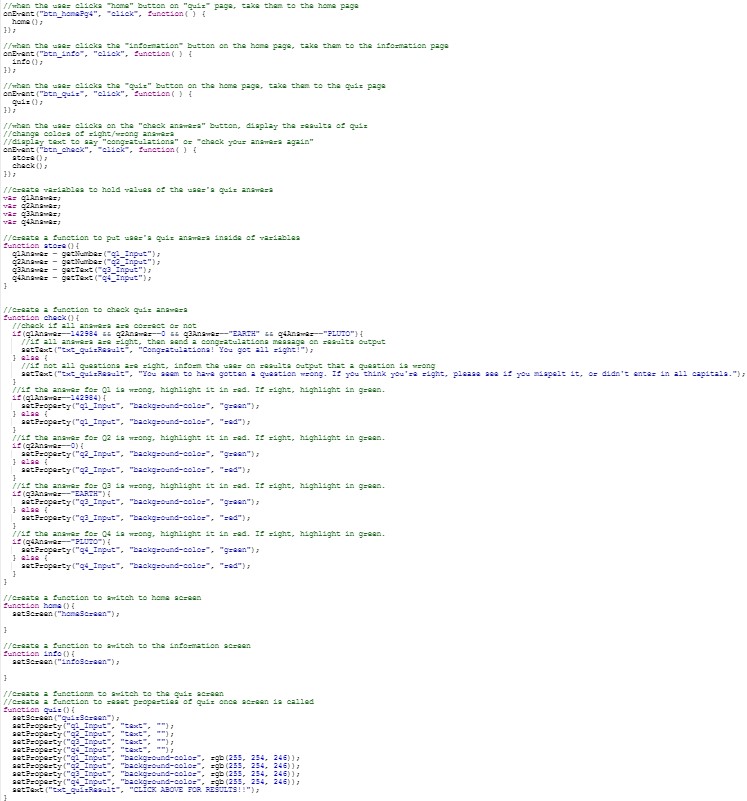 //when the user clicks "home" button on "quiz" page, take them to the home page
onEvent("btn_homePg4", "click", function( ) {
  home();
});

//when the user clicks the "information" button on the home page, take them to the information page
onEvent("btn_info", "click", function( ) {
  info();
});

//when the user clicks the "quiz" button on the home page, take them to the quiz page
onEvent("btn_quiz", "click", function( ) {
  quiz();
});

//when the user clicks on the "check answers" button, display the results of quiz
//change colors of right/wrong answers
//display text to say "congratulations" or "check your answers again"
onEvent("btn_check", "click", function( ) {
  store();
  check();
});

//create variables to hold values of the user's quiz answers
var q1Answer;
var q2Answer;
var q3Answer;
var q4Answer;

//create a function to put user's quiz answers inside of variables
function store(){
  q1Answer = getNumber("q1_Input");
  q2Answer = getNumber("q2_Input");
  q3Answer = getText("q3_Input");
  q4Answer = getText("q4_Input");
}

//create a function to check quiz answers
function check(){
  //check if all answers are correct or not
  if(q1Answer==142984 && q2Answer==0 && q3Answer=="EARTH" && q4Answer=="PLUTO"){
    //if all answers are right, then send a congratulations message on results output
    setText("txt_quizResult", "Congratulations! You got all right!");
  } else {
    //if not all questions are right, inform the user on results output that a question is wrong
    setText("txt_quizResult", "You seem to have gotten a question wrong. If you think you're right, please see if you mispelt it, or didn't enter in all capitals.");
  }
  //if the answer for Q1 is wrong, highlight it in red. If right, highlight in green.
  if(q1Answer==142984){
    setProperty("q1_Input", "background-color", "green");
  } else {
    setProperty("q1_Input", "background-color", "red");
  }
  //if the answer for Q2 is wrong, highlight it in red. If right, highlight in green.
  if(q2Answer==0){
    setProperty("q2_Input", "background-color", "green");
  } else {
    setProperty("q2_Input", "background-color", "red");
  }
  //if the answer for Q3 is wrong, highlight it in red. If right, highlight in green.
  if(q3Answer=="EARTH"){
    setProperty("q3_Input", "background-color", "green");
  } else {
    setProperty("q3_Input", "background-color", "red");
  }
  //if the answer for Q4 is wrong, highlight it in red. If right, highlight in green.
  if(q4Answer=="PLUTO"){
    setProperty("q4_Input", "background-color", "green");
  } else {
    setProperty("q4_Input", "background-color", "red");
  }
}

//create a function to switch to home screen
function home(){
  setScreen("homeScreen");

}

//create a function to switch to the information screen
function info(){
  setScreen("infoScreen");

}

//create a functionm to switch to the quiz screen
//create a function to reset properties of quiz once screen is called
function quiz(){
  setScreen("quizScreen");
  setProperty("q1_Input", "text", "");
  setProperty("q2_Input", "text", "");
  setProperty("q3_Input", "text", "");
  setProperty("q4_Input", "text", "");
  setProperty("q1_Input", "background-color", rgb(255, 254, 246));
  setProperty("q2_Input", "background-color", rgb(255, 254, 246));
  setProperty("q3_Input", "background-color", rgb(255, 254, 246));
  setProperty("q4_Input", "background-color", rgb(255, 254, 246));
  setText("txt_quizResult", "CLICK ABOVE FOR RESULTS!!");
}